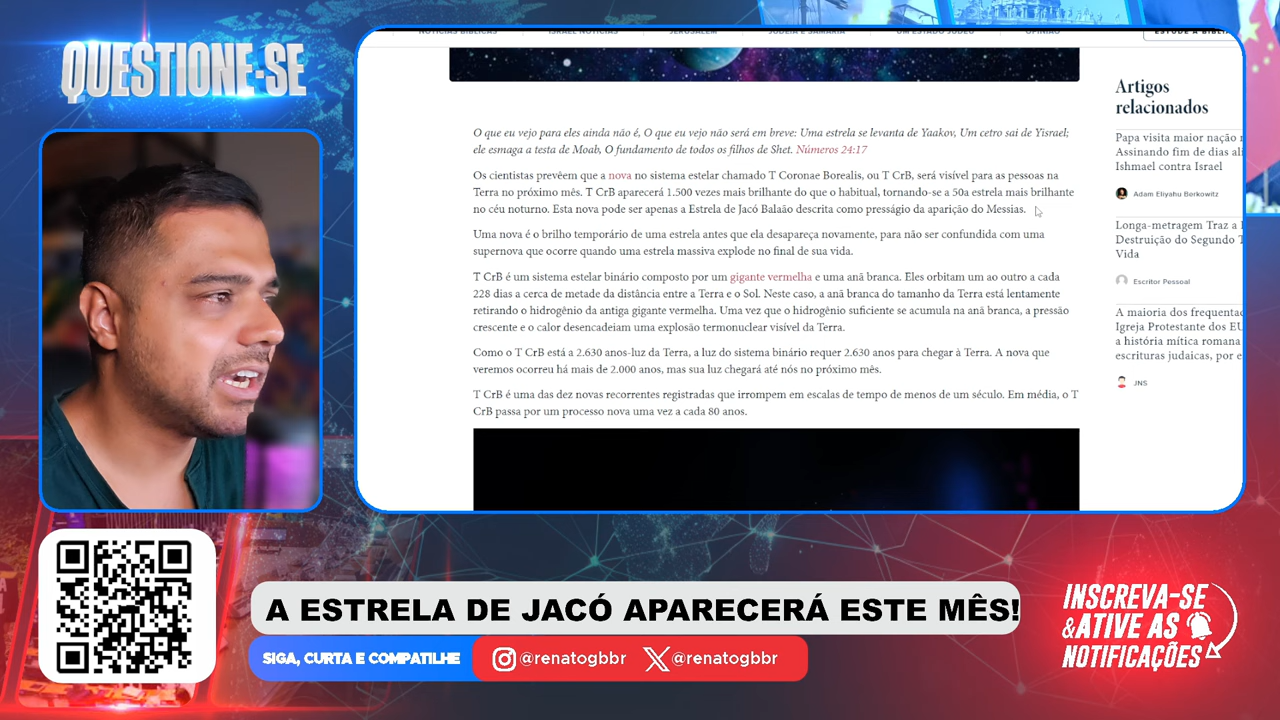 QUESTIONE-SE
NOTÍCIAS BÍBLICAS
ISRAEL NOTÍCIAS
JERUSALÉM
JUDEIA E SAMARIA
UM ESTADO JUDEU
OPINIÃO
O que eu vejo para eles ainda não é, O que eu vejo não será em breve: Uma estrela se levanta de Yaakov, Um cetro sai de Yisrael;
ele esmaga a testa de Moab, O fundamento de todos os filhos de Shet. Números 24:17
Os cientistas prevêem que a nova no sistema estelar chamado T Coronae Borealis, ou T CrB, será visível para as pessoas na
Terra no próximo mês. T CrB aparecerá 1.500 vezes mais brilhante do que o habitual, tornando-se a 50a estrela mais brilhante
no céu noturno. Esta nova pode ser apenas a Estrela de Jacó Balaão descrita como presságio da aparição do Messias.
Uma nova é o brilho temporário de uma estrela antes que ela desapareça novamente, para não ser confundida com uma
supernova que ocorre quando uma estrela massiva explode no final de sua vida.
T CrB é um sistema estelar binário composto por um gigante vermelha e uma anã branca. Eles orbitam um ao outro a cada
228 dias a cerca de metade da distância entre a Terra e o Sol. Neste caso, a anã branca do tamanho da Terra está lentamente
retirando o hidrogênio da antiga gigante vermelha. Uma vez que o hidrogênio suficiente se acumula na anã branca, a pressão
crescente e o calor desencadeiam uma explosão termonuclear visível da Terra.
Como o T CrB está a 2.630 anos-luz da Terra, a luz do sistema binário requer 2.630 anos para chegar à Terra. A nova que
veremos ocorreu há mais de 2.000 anos, mas sua luz chegará até nós no próximo mês.
T CrB é uma das dez novas recorrentes registradas que irrompem em escalas de tempo de menos de um século. Em média, o T
CrB passa por um processo nova uma vez a cada 80 anos.
Artigos
relacionados
Papa visita maior nação
Assinando fim de dias
Ishmael contra Israel
Adam Eliyahu Berkowitz
Longa-metragem Traz a
Destruição do Segundo
Vida
Escritor Pessoal
A maioria dos
Igreja Protestante dos
a história mítica romana
escrituras judaicas, por
JNS
A ESTRELA DE JACÓ APARECERÁ ESTE MÊS!
SIGA, CURTA E COMPATILHE
@renatogbbr
@renatogbbr
INSCREVA-SE
&ATIVE AS
NOTIFICAÇÕES